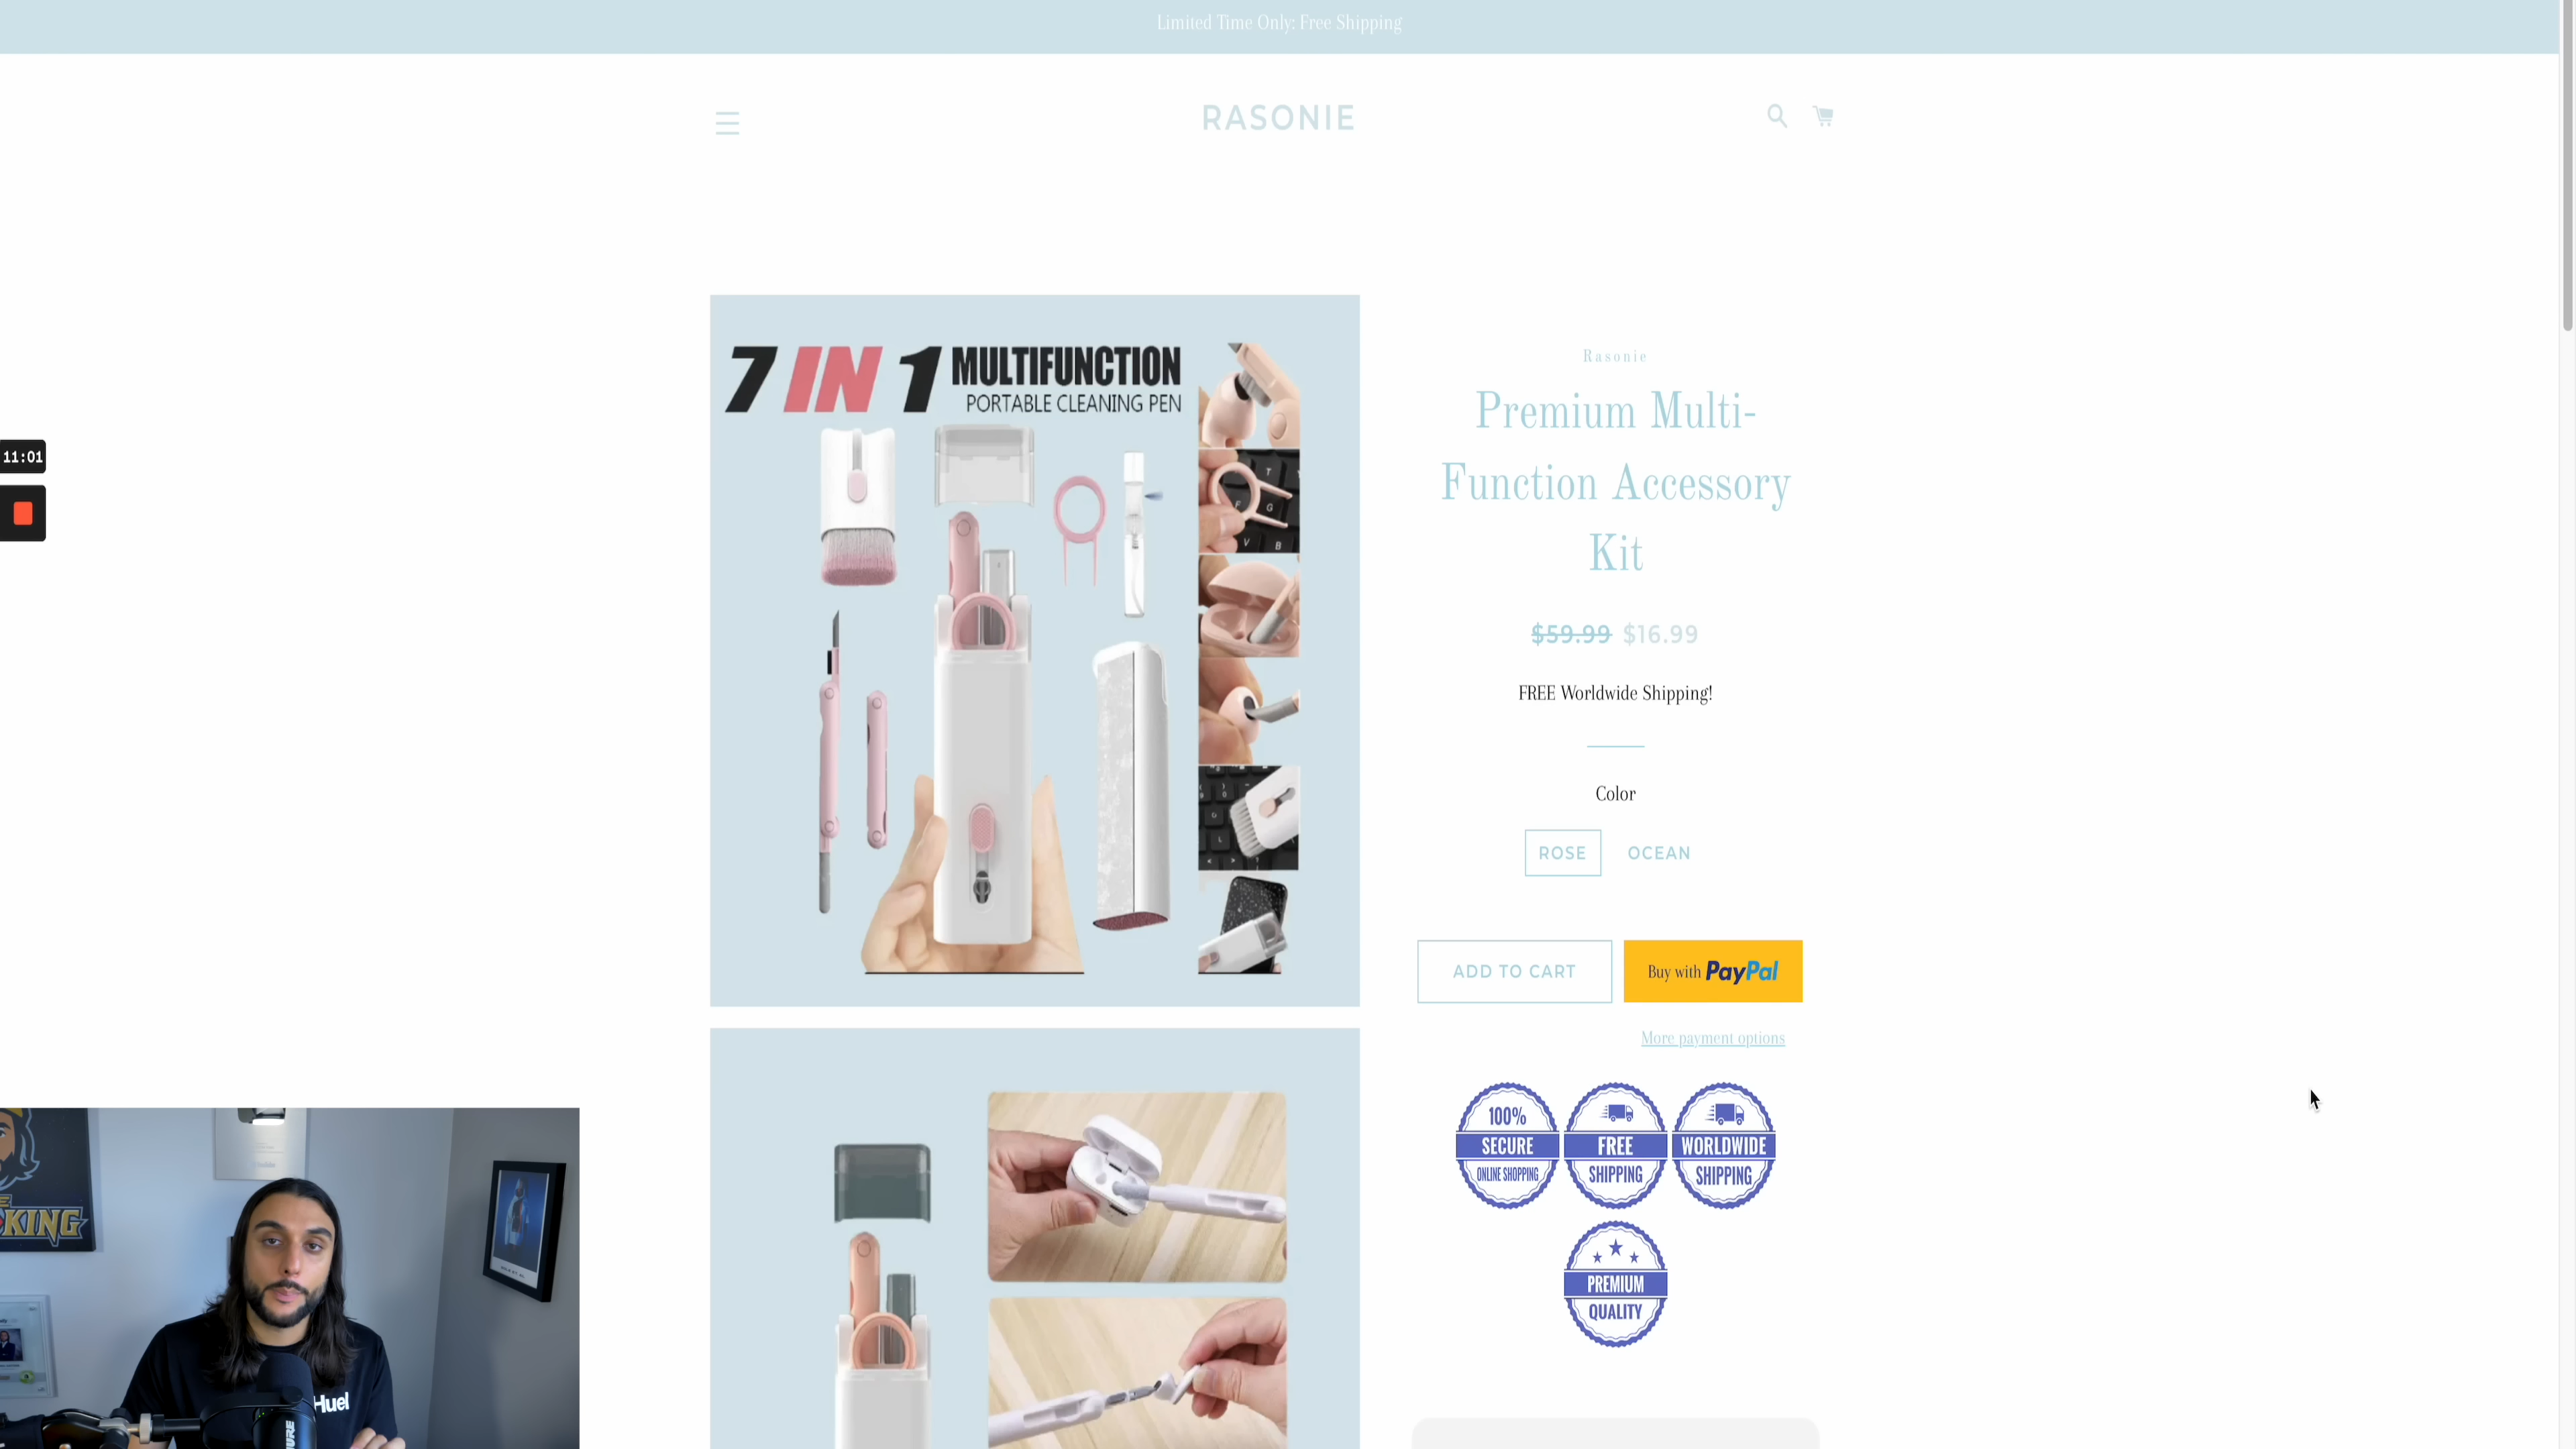 Limited Time Only: Free Shipping
RASONIE
7 IN 1 MULTIFUNCTION
PORTABLE CLEANING PEN
Rasonie
Premium Multi-
Function Accessory
Kit
$59.99 $16.99
FREE Worldwide Shipping!
Color
ROSE OCEAN
ADD TO CART
Buy with PayPal
More payment options
100%
SECURE
ONLINE SHOPPING
FREE
SHIPPING
WORLDWIDE
SHIPPING
PREMIUM
QUALITY
11:01
KING
Huel